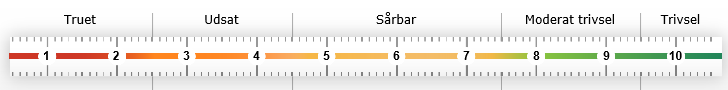 Truet Udsat Sårbar Moderat trivsel Trivsel
1 2 3 4 5 6 7 8 9 10